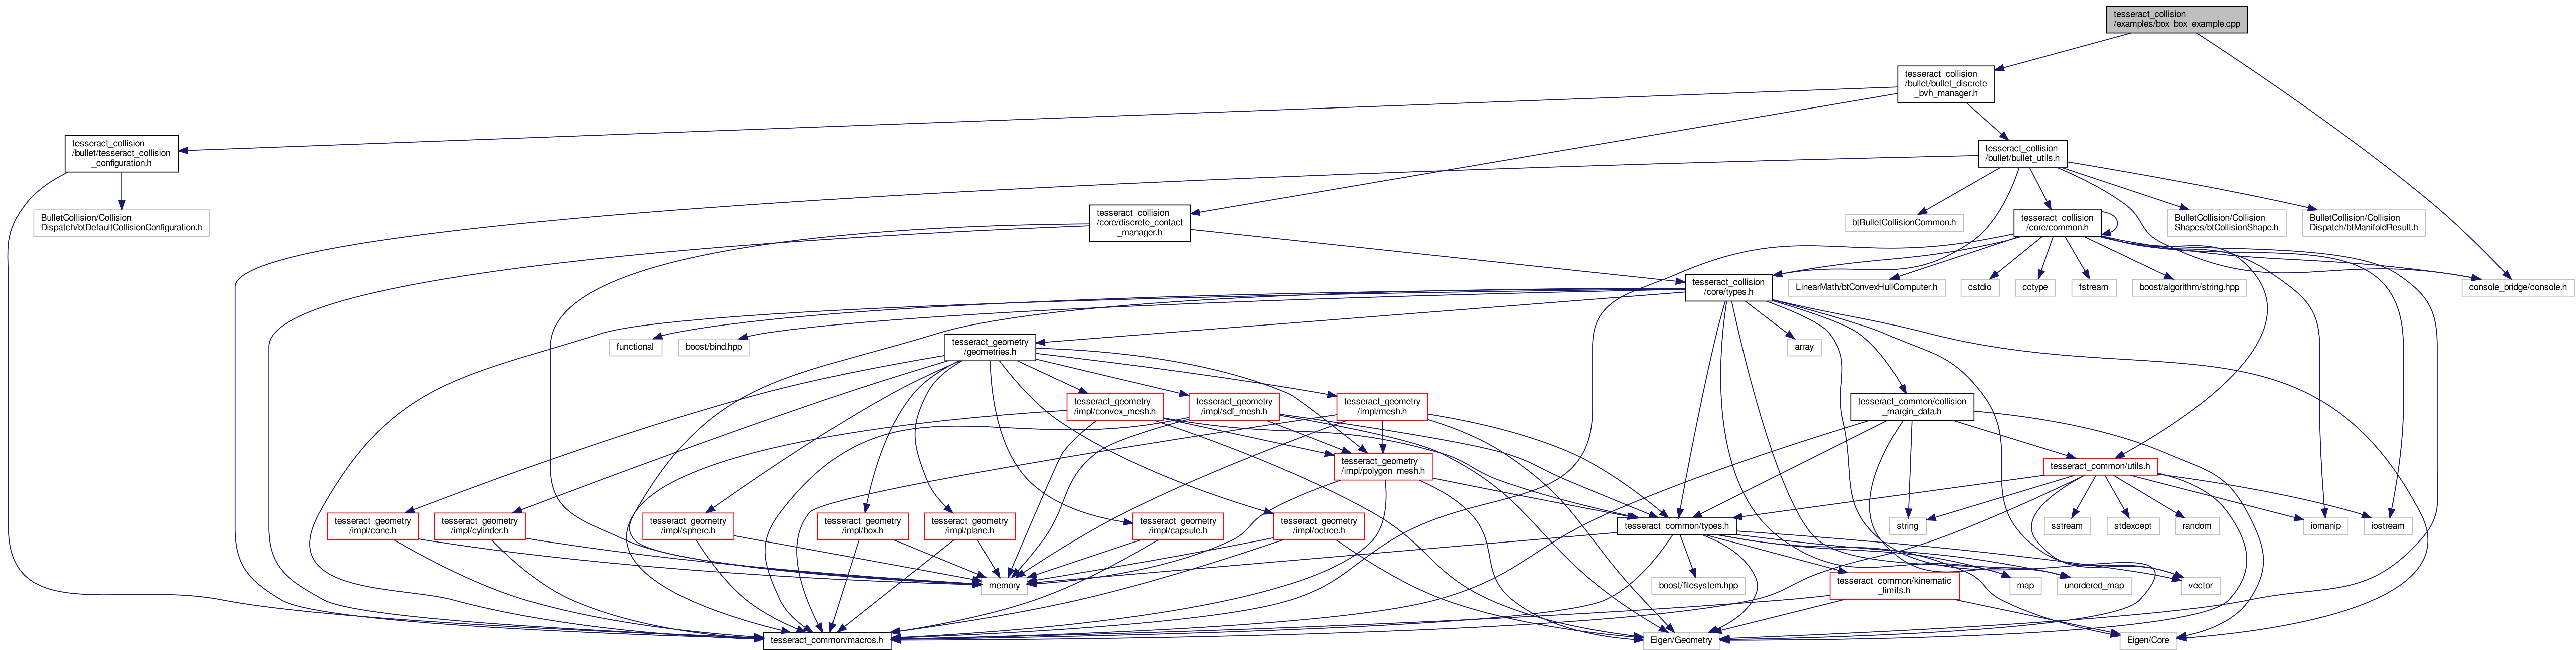 tesseract_collision
/examples/box_box_example.cpp
tesseract_collision
/bullet/bullet_discrete
_bvh_manager.h
tesseract_collision
/bullet/tesseract_collision
_configuration.h
tesseract_collision
/bullet/bullet_utils.h
BulletCollision/Collision
Dispatch/btDefaultCollisionConfiguration.h
tesseract_collision
/core/discrete_contact
_manager.h
btBulletCollisionCommon.h
tesseract_collision
/core/common.h
BulletCollision/Collision
Shapes/btCollisionShape.h
BulletCollision/Collision
Dispatch/btManifoldResult.h
tesseract_collision
/core/types.h
LinearMath/btConvexHullComputer.h
cstdio
cctype
fstream
boost/algorithm/string.hpp
console_bridge/console.h
functional
boost/bind.hpp
tesseract_geometry
/geometries.h
array
tesseract_geometry
/impl/convex_mesh.h
tesseract_geometry
/impl/sdf_mesh.h
tesseract_geometry
/impl/mesh.h
tesseract_common/collision
_margin_data.h
tesseract_geometry
/impl/polygon_mesh.h
tesseract_common/utils.h
tesseract_geometry
/impl/cone.h
tesseract_geometry
/impl/cylinder.h
tesseract_geometry
/impl/sphere.h
tesseract_geometry
/impl/box.h
tesseract_geometry
/impl/plane.h
tesseract_geometry
/impl/capsule.h
tesseract_geometry
/impl/octree.h
tesseract_common/types.h
string
sstream
stdexcept
random
iomanip
iostream
memory
boost/filesystem.hpp
tesseract_common/kinematic
_limits.h
map
unordered_map
vector
tesseract_common/macros.h
Eigen/Geometry
Eigen/Core